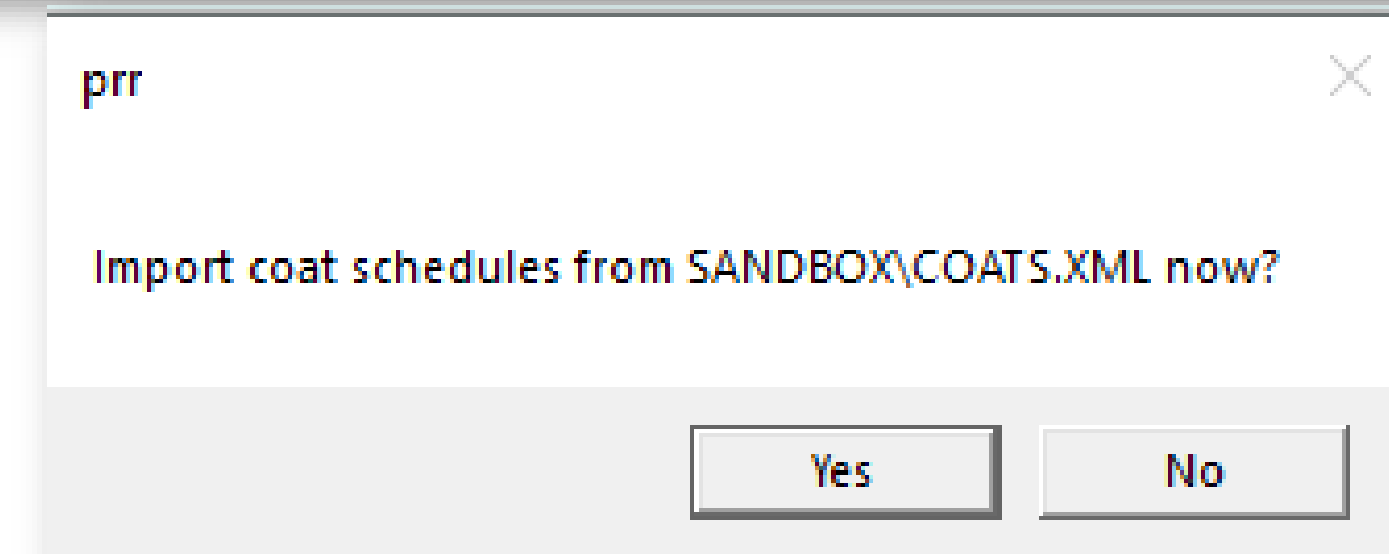 prr
Import coat schedules from SANDBOX\COATS.XML now?
Yes
No